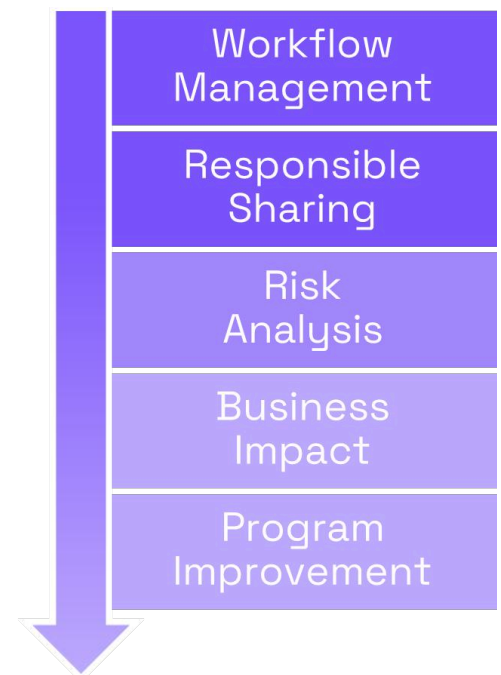 Workflow
Management
Responsible
Sharing
Risk
Analysis
Business
Impact
Program
Improvement